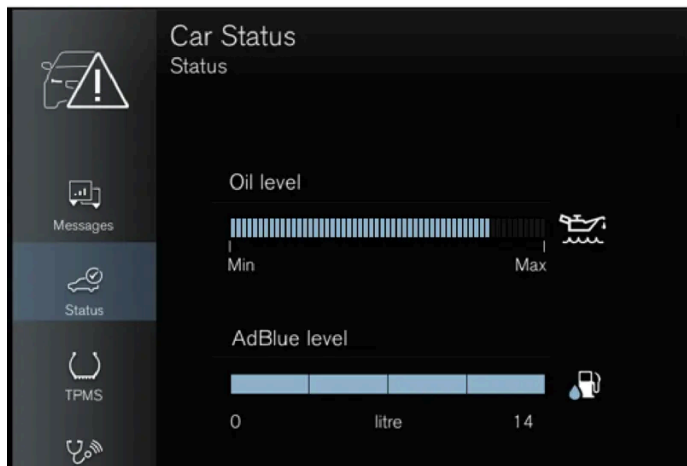 Car Status
Status
Messages
Status
TPMS
Oil level
Min Max
AdBlue level
0 litre 14